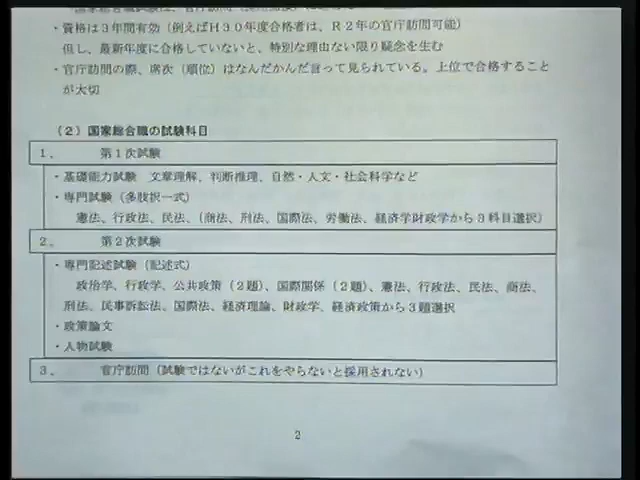 ・資格は3年間有効（例えばH30年度合格者は、R2年の官庁訪問可能）
但し、最新年度に合格していないと、特別な理由ない限り疑念を生む
・官庁訪問の際、席次（順位）はなんだかんだ言って見られている。上位で合格すること
が大切
（2）国家総合職の試験科目
1． 第1次試験
・基礎能力試験 文章理解、判断推理、自然・人文・社会科学など
・専門試験（多肢択一式）
憲法、行政法、民法、（商法、刑法、国際法、労働法、経済学財政学から3科目選択）
2． 第2次試験
・専門記述試験（記述式）
政治学、行政学、公共政策（2題）、国際関係（2題）、憲法、行政法、民法、商法、
刑法、民事訴訟法、国際法、経済理論、財政学、経済政策から3題選択
・政策論文
・人物試験
3． 官庁訪問（試験ではないがこれをやらないと採用されない）
2